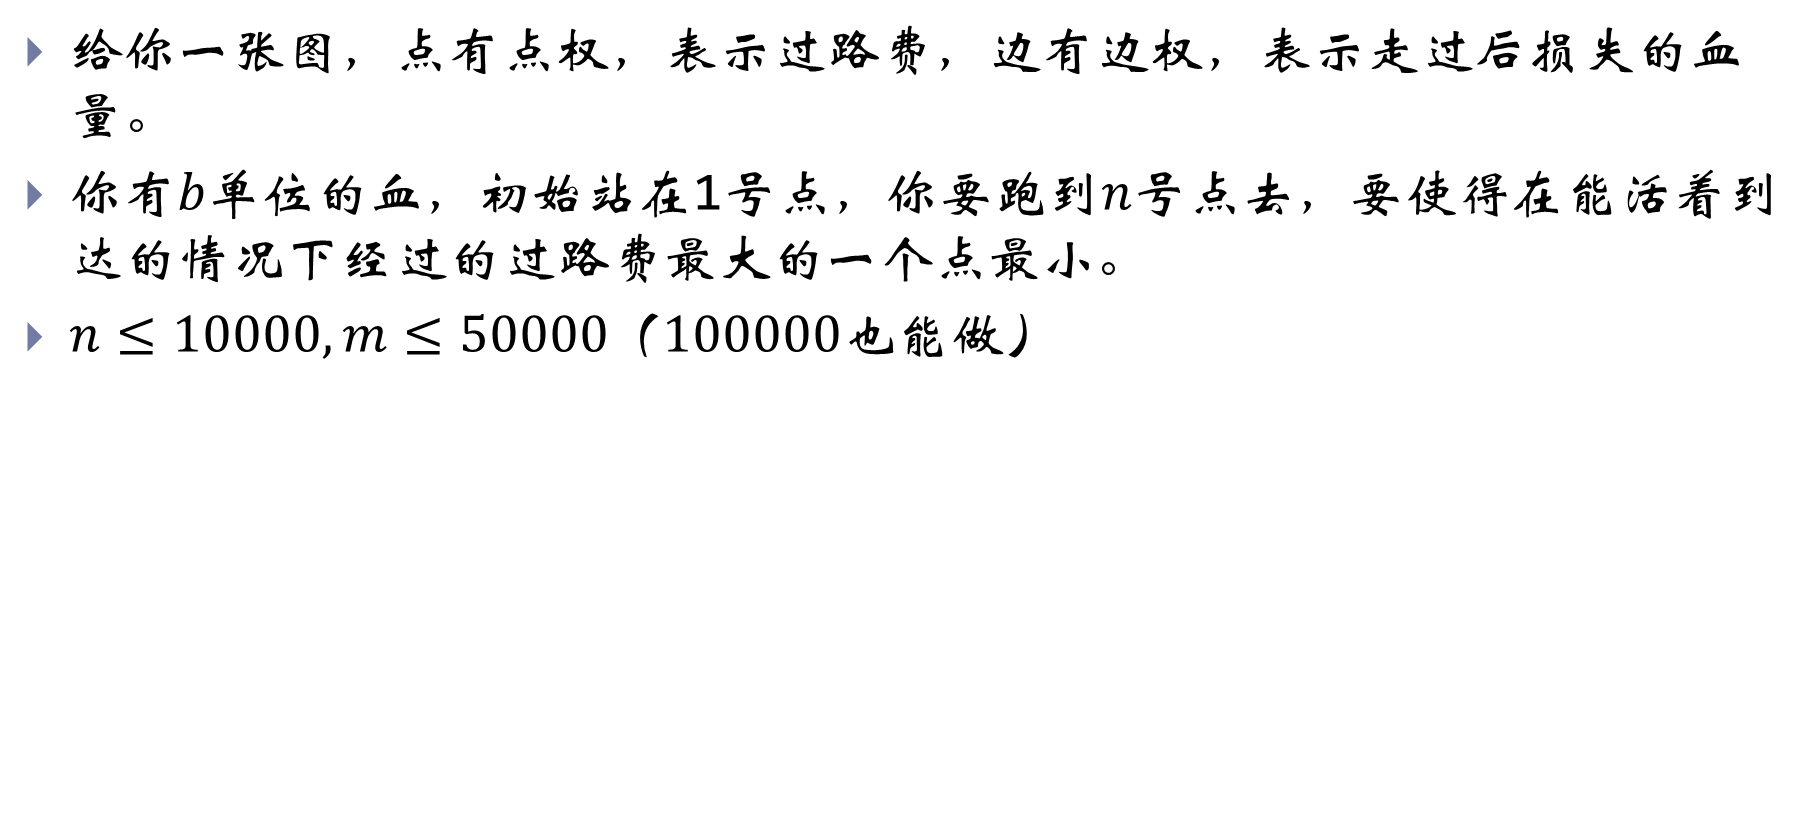 给你一张图，点有点权，表示过路费，边有边权，表示走过后损失的血
量。
你有b单位的血，初始站在1号点，你要跑到n号点去，要使得在能活着到
达的情况下经过的过路费最大的一个点最小。
n ≤ 10000, m ≤ 50000（100000也能做）